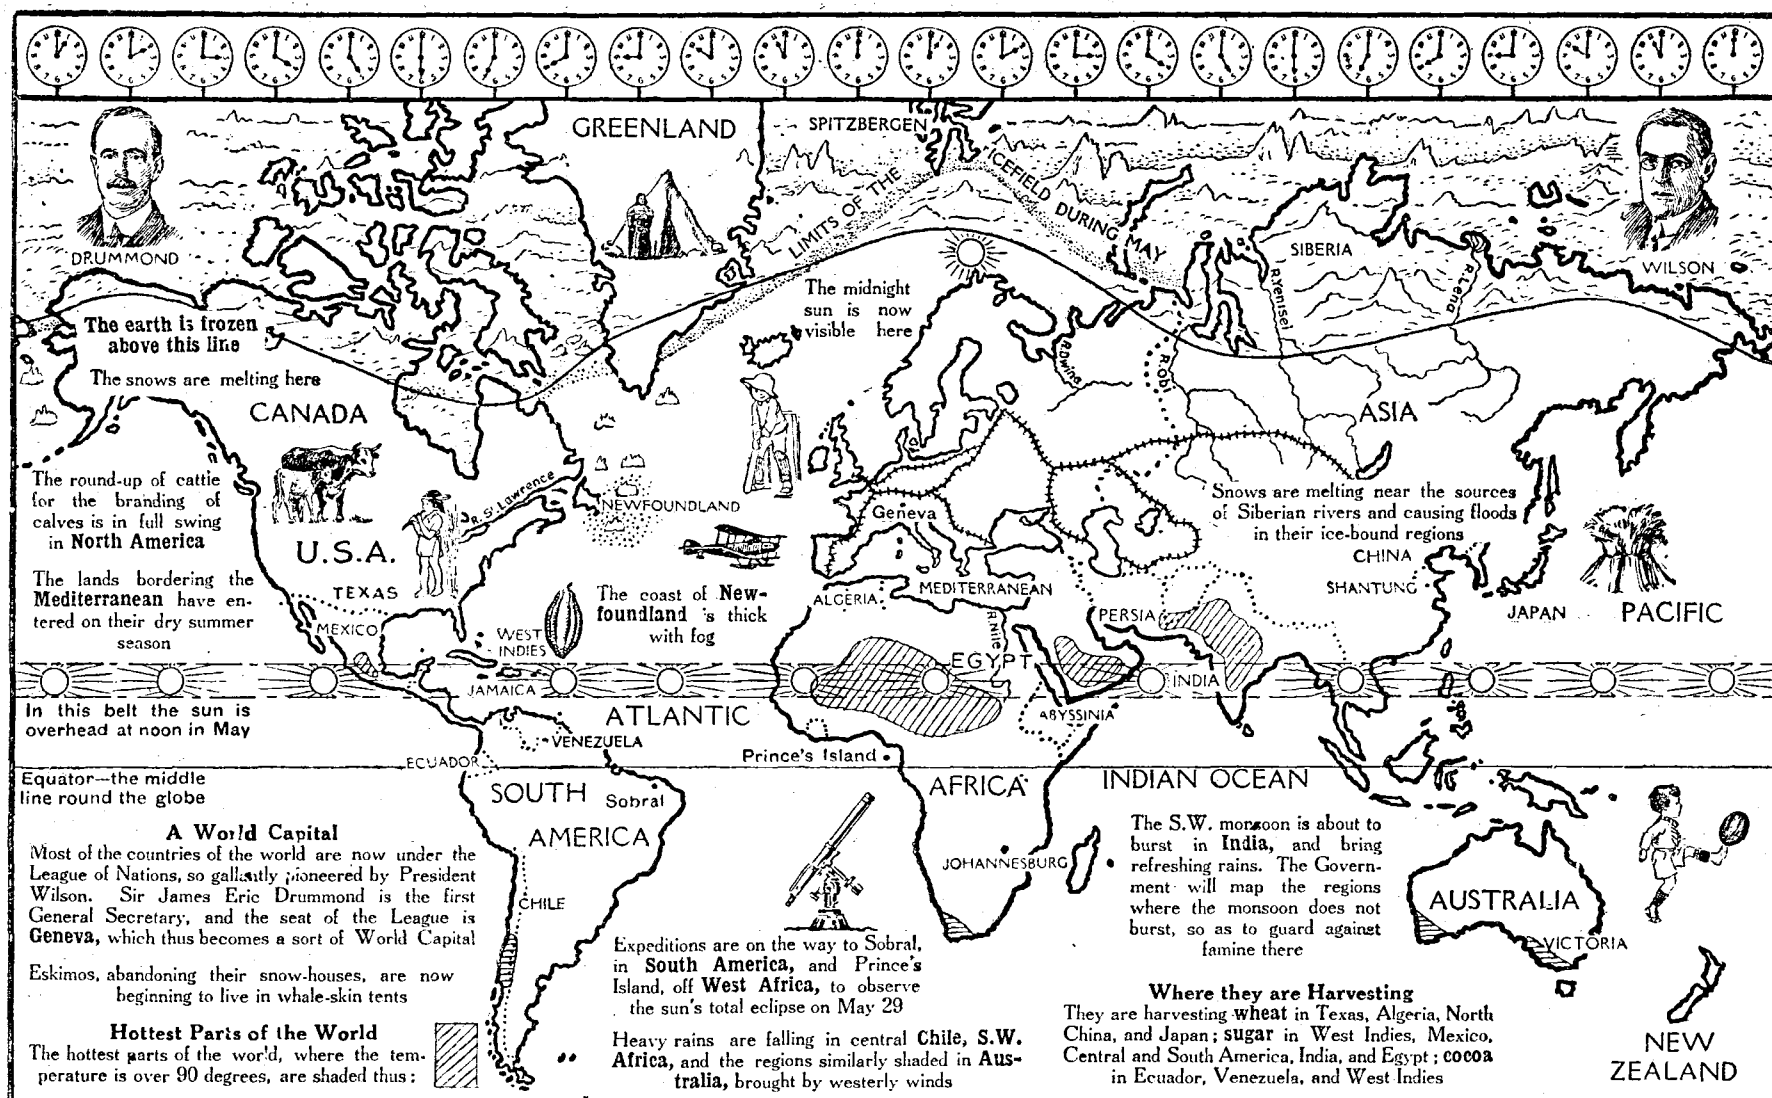 GREENLAND
SPITZBERGEN
LIMITS OF THE
ICEFIELD DURING MAY
DRUMMOND
SIBERIA
WILSON
R. Yenisei
R. Lena
The midnight
sun is now
visible here
The earth is frozen
above this line
The snows are melting here
R. Dwina
R. Obi
CANADA
ASIA
The round-up of cattle
for the branding of
calves is in full swing
in North America
R. St. Lawrence
NEWFOUNDLAND
Geneva
Snows are melting near the sources
of Siberian rivers and causing floods
in their ice-bound regions
U.S.A.
CHINA
The lands bordering the
Mediterranean have en-
tered on their dry summer
season
TEXAS
The coast of New-
foundland is thick
with fog
ALGERIA
MEDITERRANEAN
SHANTUNG
PERSIA
JAPAN
PACIFIC
MEXICO
WEST
INDIES
R. Nile
EGYPT
JAMAICA
INDIA
In this belt the sun is
overhead at noon in May
ATLANTIC
ABYSSINIA
VENEZUELA
ECUADOR
Prince's Island
Equator—the middle
line round the globe
SOUTH
AMERICA
Sobral
AFRICA
INDIAN OCEAN
A World Capital
Most of the countries of the world are now under the
League of Nations, so gallantly pioneered by President
Wilson. Sir James Eric Drummond is the first
General Secretary, and the seat of the League is
Geneva, which thus becomes a sort of World Capital
The S.W. monsoon is about to
burst in India, and bring
refreshing rains. The Govern-
ment will map the regions
where the monsoon does not
burst, so as to guard against
famine there
JOHANNESBURG
CHILE
AUSTRALIA
VICTORIA
Eskimos, abandoning their snow-houses, are now
beginning to live in whale-skin tents
Expeditions are on the way to Sobral,
in South America, and Prince's
Island, off West Africa, to observe
the sun's total eclipse on May 29
Hottest Parts of the World
The hottest parts of the world, where the tem-
perature is over 90 degrees, are shaded thus:
Heavy rains are falling in central Chile, S.W.
Africa, and the regions similarly shaded in Aus-
tralia, brought by westerly winds
Where they are Harvesting
They are harvesting wheat in Texas, Algeria, North
China, and Japan; sugar in West Indies, Mexico,
Central and South America, India, and Egypt; cocoa
in Ecuador, Venezuela, and West Indies
NEW
ZEALAND